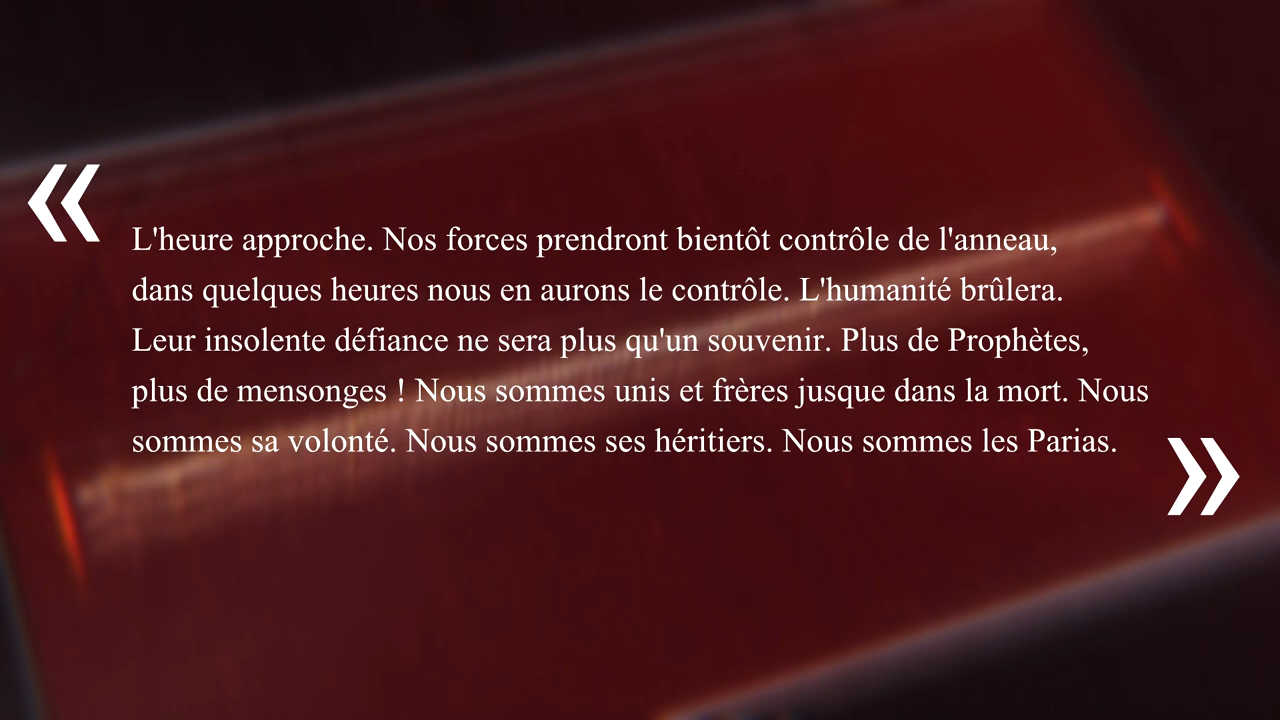 «
L'heure approche. Nos forces prendront bientôt contrôle de l'anneau,
dans quelques heures nous en aurons le contrôle. L'humanité brûlera.
Leur insolente défiance ne sera plus qu'un souvenir. Plus de Prophètes,
plus de mensonges ! Nous sommes unis et frères jusque dans la mort. Nous
sommes sa volonté. Nous sommes ses héritiers. Nous sommes les Parias.
»